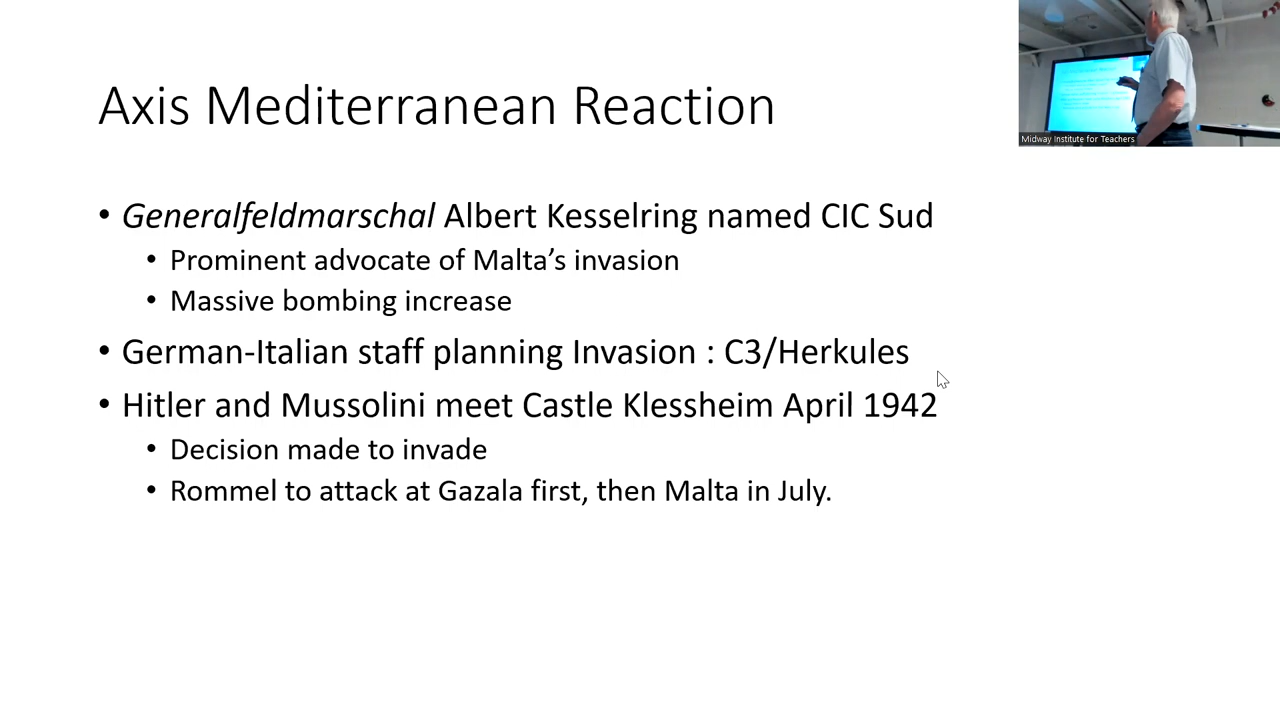 Axis Mediterranean Reaction
Midway Institute for Teachers
• Generalfeldmarschal Albert Kesselring named CIC Sud
• Prominent advocate of Malta’s invasion
• Massive bombing increase
• German-Italian staff planning Invasion : C3/Herkules
• Hitler and Mussolini meet Castle Klessheim April 1942
• Decision made to invade
• Rommel to attack at Gazala first, then Malta in July.